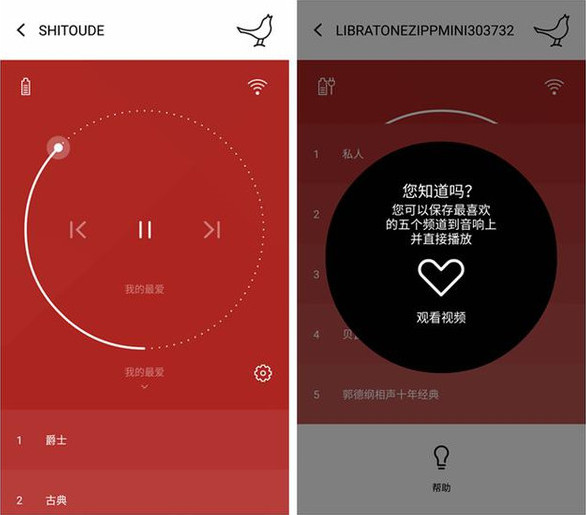 SHITOUDE
我的最爱
我的最爱
1 爵士
2 古典
LIBRATONEZIPPMINI303732
1 私人
2
3
4
5 郭德纲相声十年经典
您知道吗？
您可以保存最喜欢
的五个频道到音响上
并直接播放
观看视频
帮助